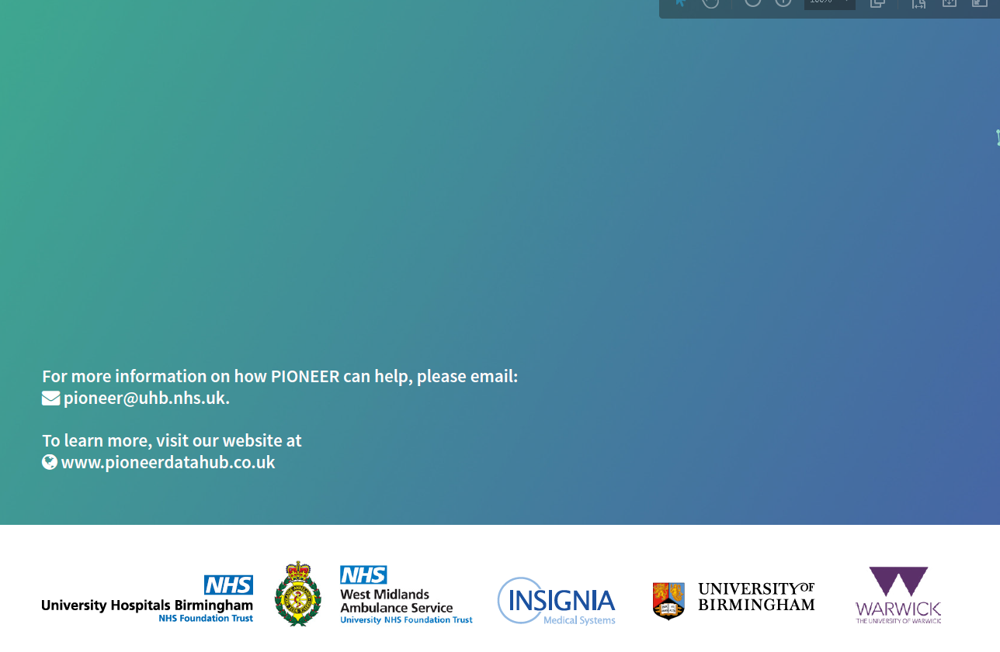 100%
For more information on how PIONEER can help, please email:
pioneer@uhb.nhs.uk.
To learn more, visit our website at
www.pioneerdatahub.co.uk
NHS
University Hospitals Birmingham
NHS Foundation Trust
NHS
West Midlands
Ambulance Service
University NHS Foundation Trust
INSIGNIA
Medical Systems
UNIVERSITY OF
BIRMINGHAM
WARWICK
THE UNIVERSITY OF WARWICK